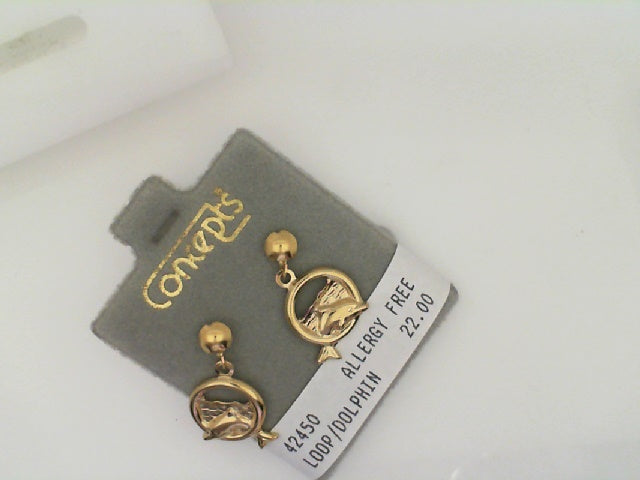 Concepts
42450 ALLERGY FREE
LOOP/DOLPHIN 22.00